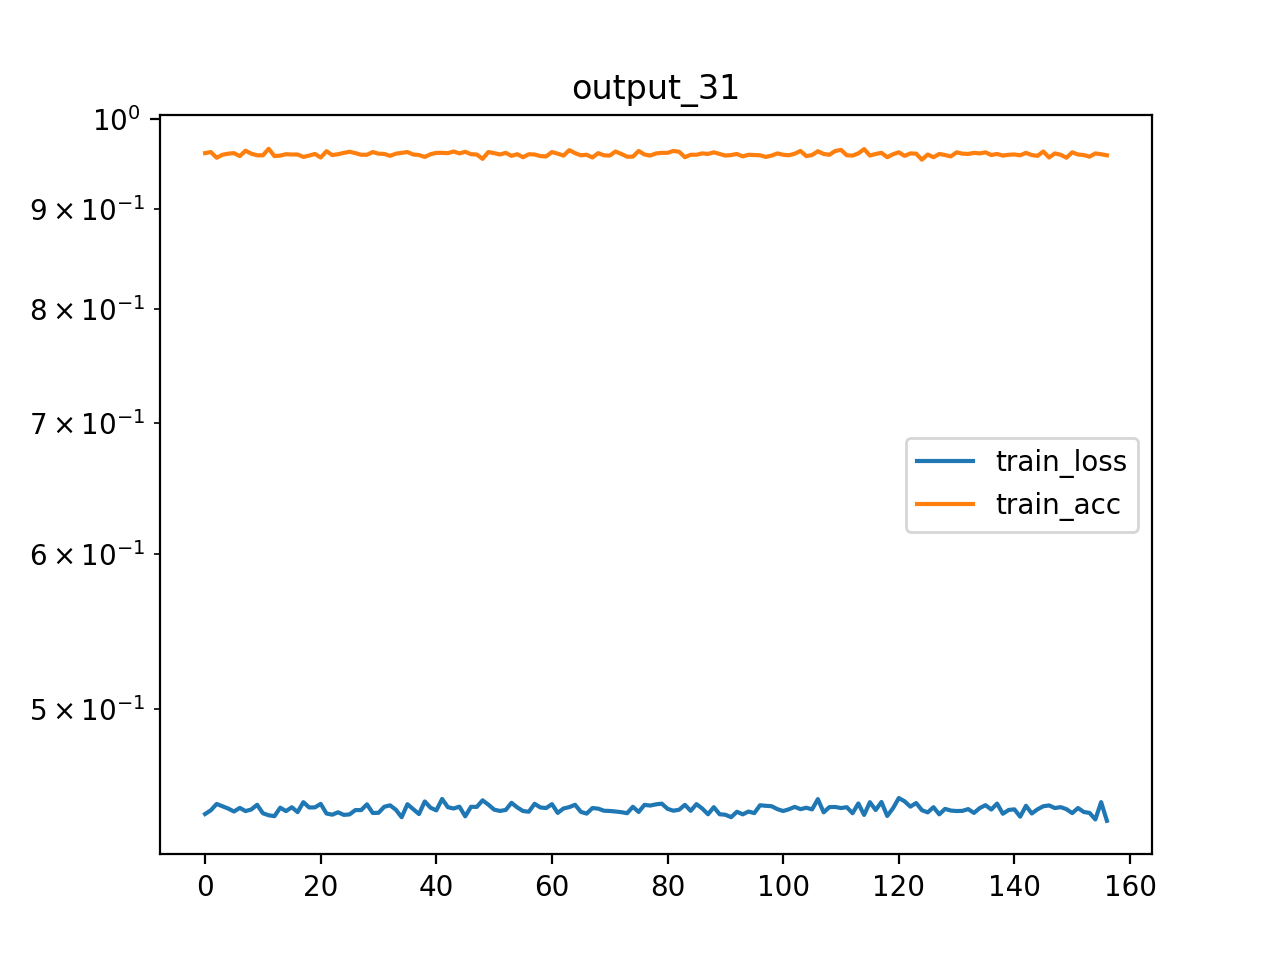 output_31
10⁰
9 × 10⁻¹
8 × 10⁻¹
7 × 10⁻¹
6 × 10⁻¹
5 × 10⁻¹
train_loss
train_acc
0 20 40 60 80 100 120 140 160